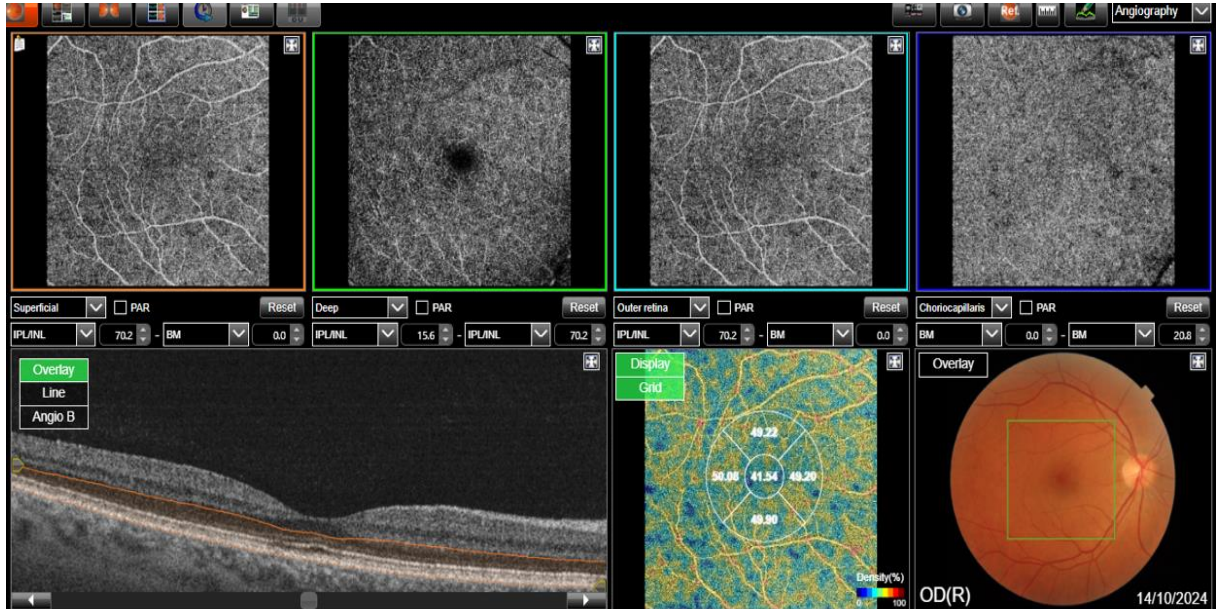 Ref.
Angiography
Superficial PAR Reset
Deep PAR Reset
Outer retina PAR Reset
Choriocapillaris PAR Reset
IPL/INL 70.2 - BM 0.0
IPL/INL 15.6 - IPL/INL 70.2
IPL/INL 70.2 - BM 0.0
BM 0.0 - BM 20.8
Overlay
Line
Angio B
Display
Grid
49.22
50.08 41.54 49.20
49.90
Density(%)
0 100
Overlay
OD(R) 14/10/2024